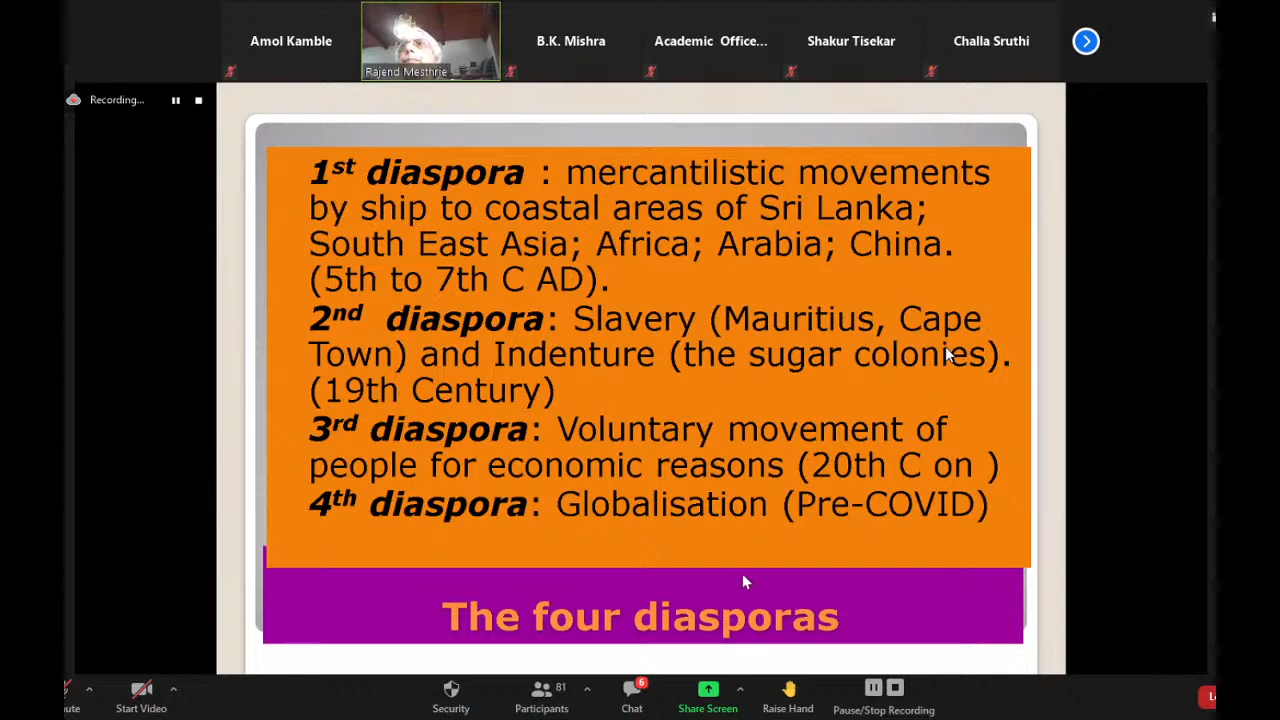 Amol Kamble
Rajend Mesthrie
B.K. Mishra
Academic Office...
Shakur Tisekar
Challa Sruthi
Recording...
1st diaspora : mercantilistic movements
by ship to coastal areas of Sri Lanka;
South East Asia; Africa; Arabia; China.
(5th to 7th C AD).
2nd diaspora: Slavery (Mauritius, Cape
Town) and Indenture (the sugar colonies).
(19th Century)
3rd diaspora: Voluntary movement of
people for economic reasons (20th C on )
4th diaspora: Globalisation (Pre-COVID)
The four diasporas
ute
Start Video
Security
81
Participants
6
Chat
Share Screen
Raise Hand
Pause/Stop Recording
L